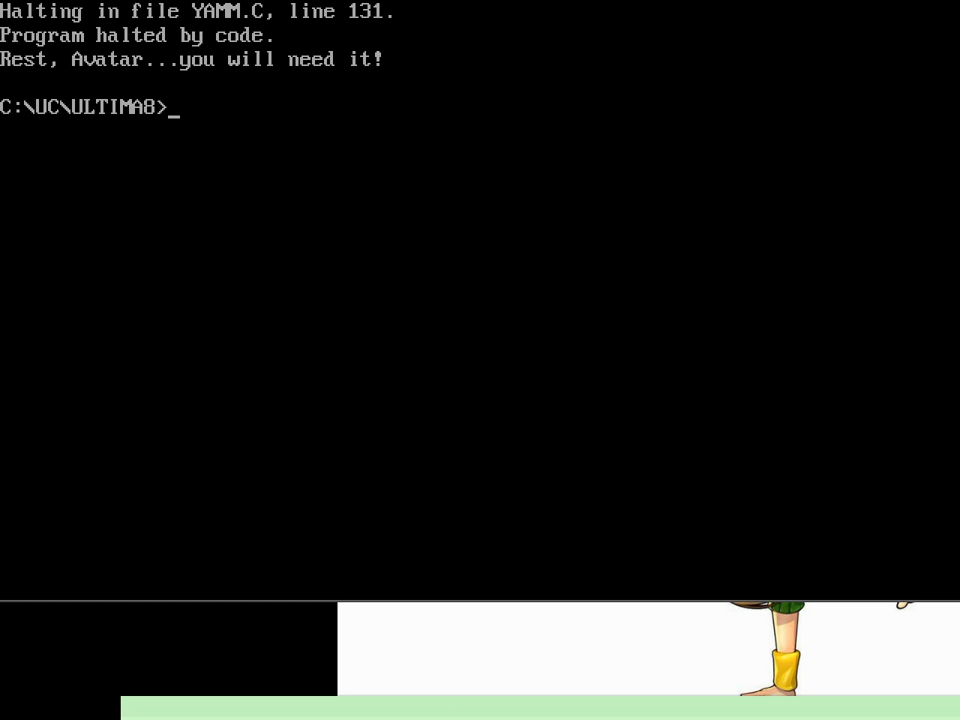 Halting in file YAMM.C, line 131.
Program halted by code.
Rest, Avatar...you will need it!
C:\UC\ULTIMA8>_